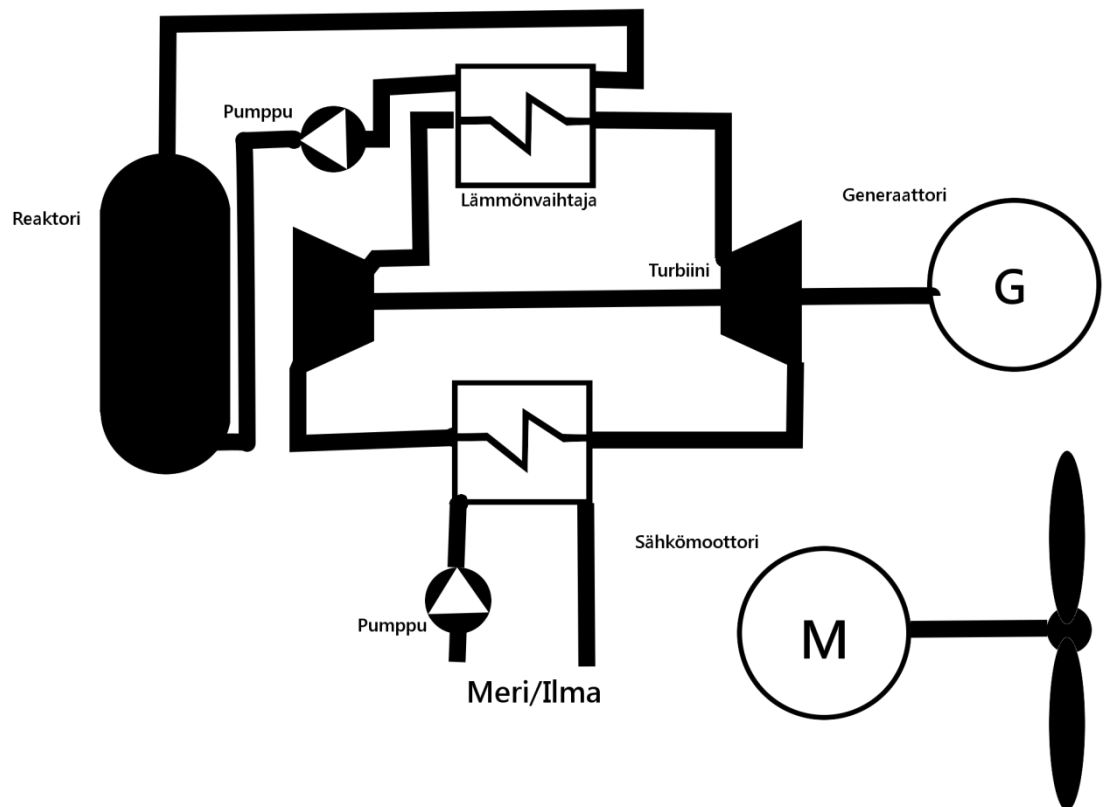 Pumppu
Lämmönvaihtaja
Reaktori
Generaattori
Turbiini
G
Sähkömoottori
Pumppu
M
Meri/Ilma